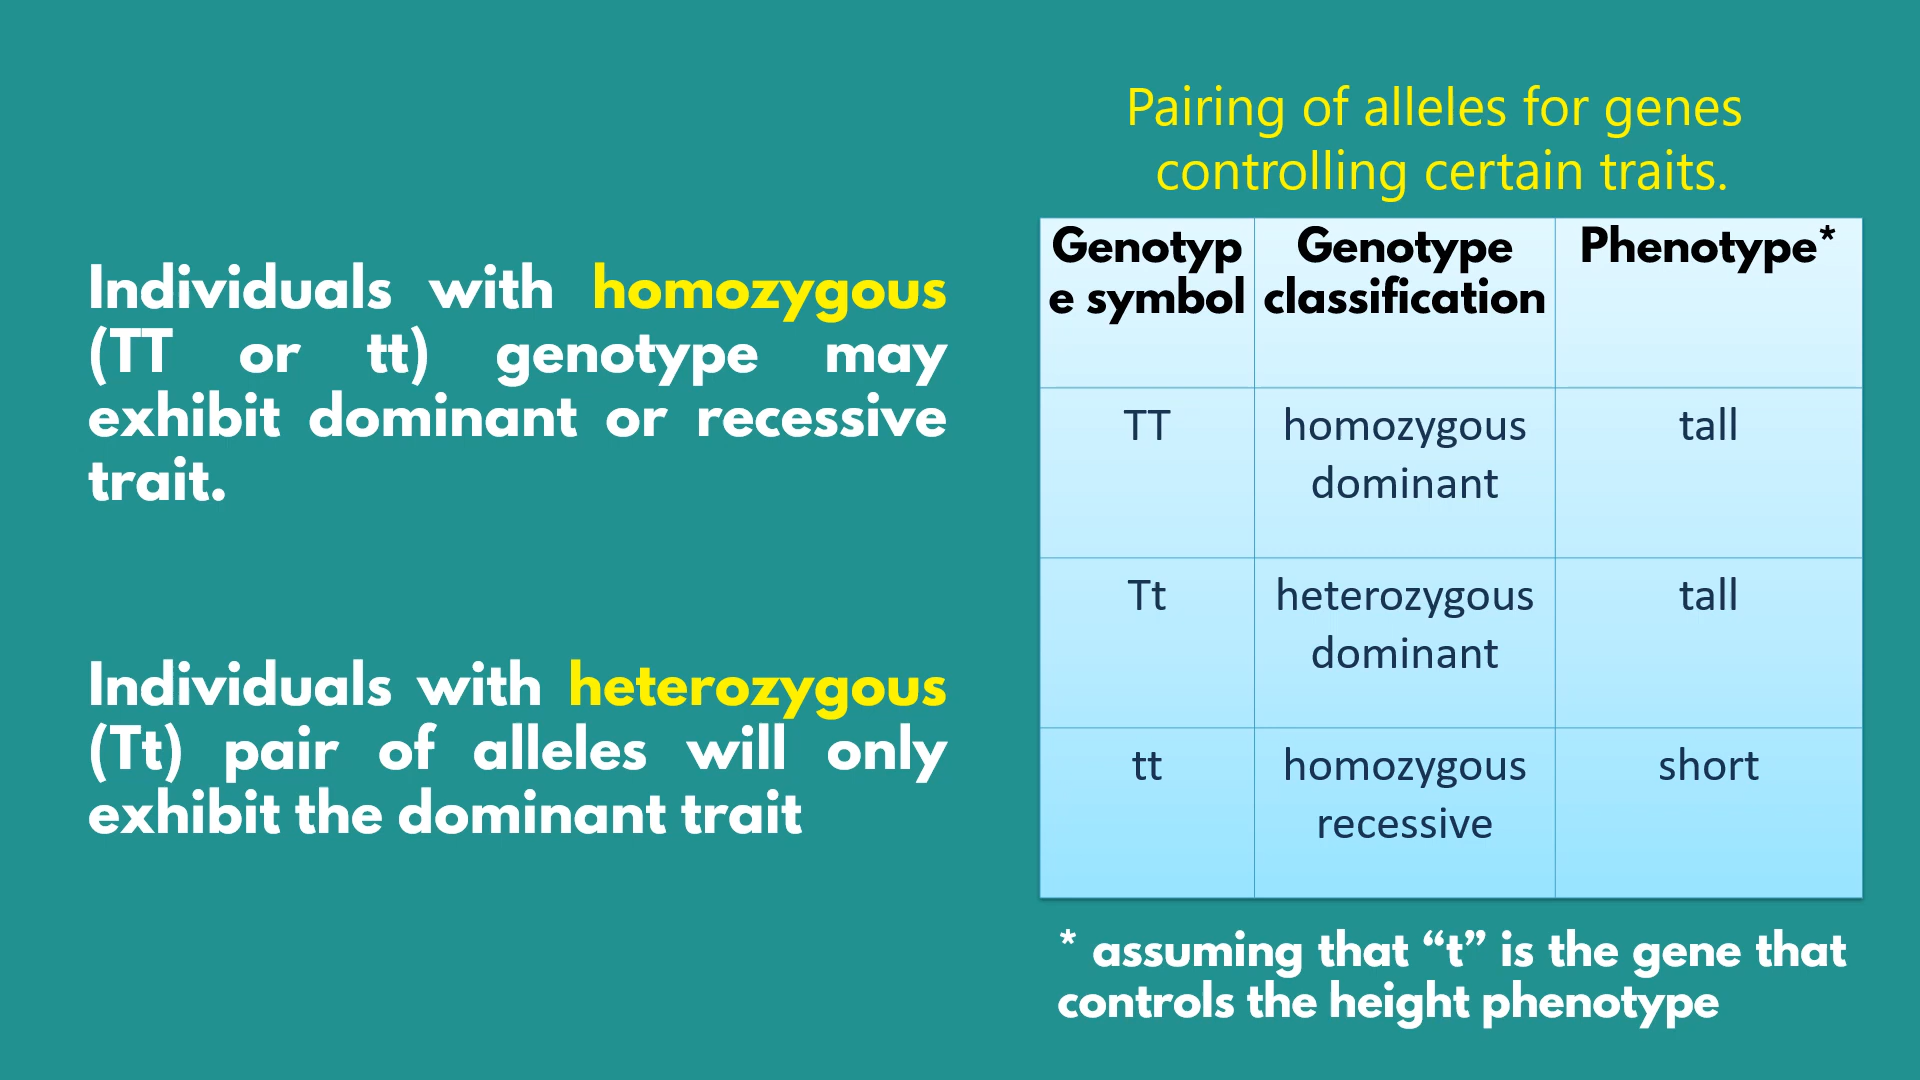 Individuals with homozygous
(TT or tt) genotype may
exhibit dominant or recessive
trait.
Individuals with heterozygous
(Tt) pair of alleles will only
exhibit the dominant trait
Pairing of alleles for genes
controlling certain traits.
Genotyp
e symbol
Genotype
classification
Phenotype*
TT
homozygous
dominant
tall
Tt
heterozygous
dominant
tall
tt
homozygous
recessive
short
* assuming that “t” is the gene that
controls the height phenotype